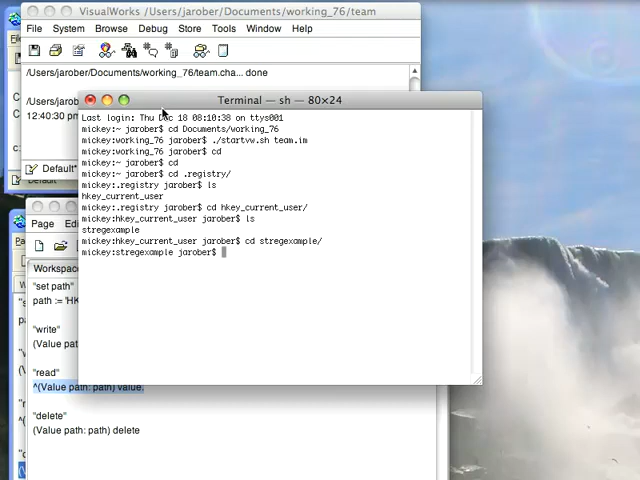 VisualWorks /Users/jarober/Documents/working_76/team
File System Browse Debug Store Tools Window Help
/Users/jarober/Documents/working_76/team.cha... done
12:40:30
Default*
Default
Terminal — sh — 80×24
Last login: Thu Dec 18 08:10:38 on ttys001
mickey:~ jarober$ cd Documents/working_76
mickey:working_76 jarober$ ./startvw.sh team.im
mickey:working_76 jarober$ cd
mickey:~ jarober$ cd
mickey:~ jarober$ cd .registry/
mickey:.registry jarober$ ls
hkey_current_user
mickey:.registry jarober$ cd hkey_current_user/
mickey:hkey_current_user jarober$ ls
stregexample
mickey:hkey_current_user jarober$ cd stregexample/
mickey:stregexample jarober$
Page
Workspace
"set path"
path := 'HK
"write"
(Value pat
"read"
^(Value path: path) value.
"delete"
(Value path: path) delete